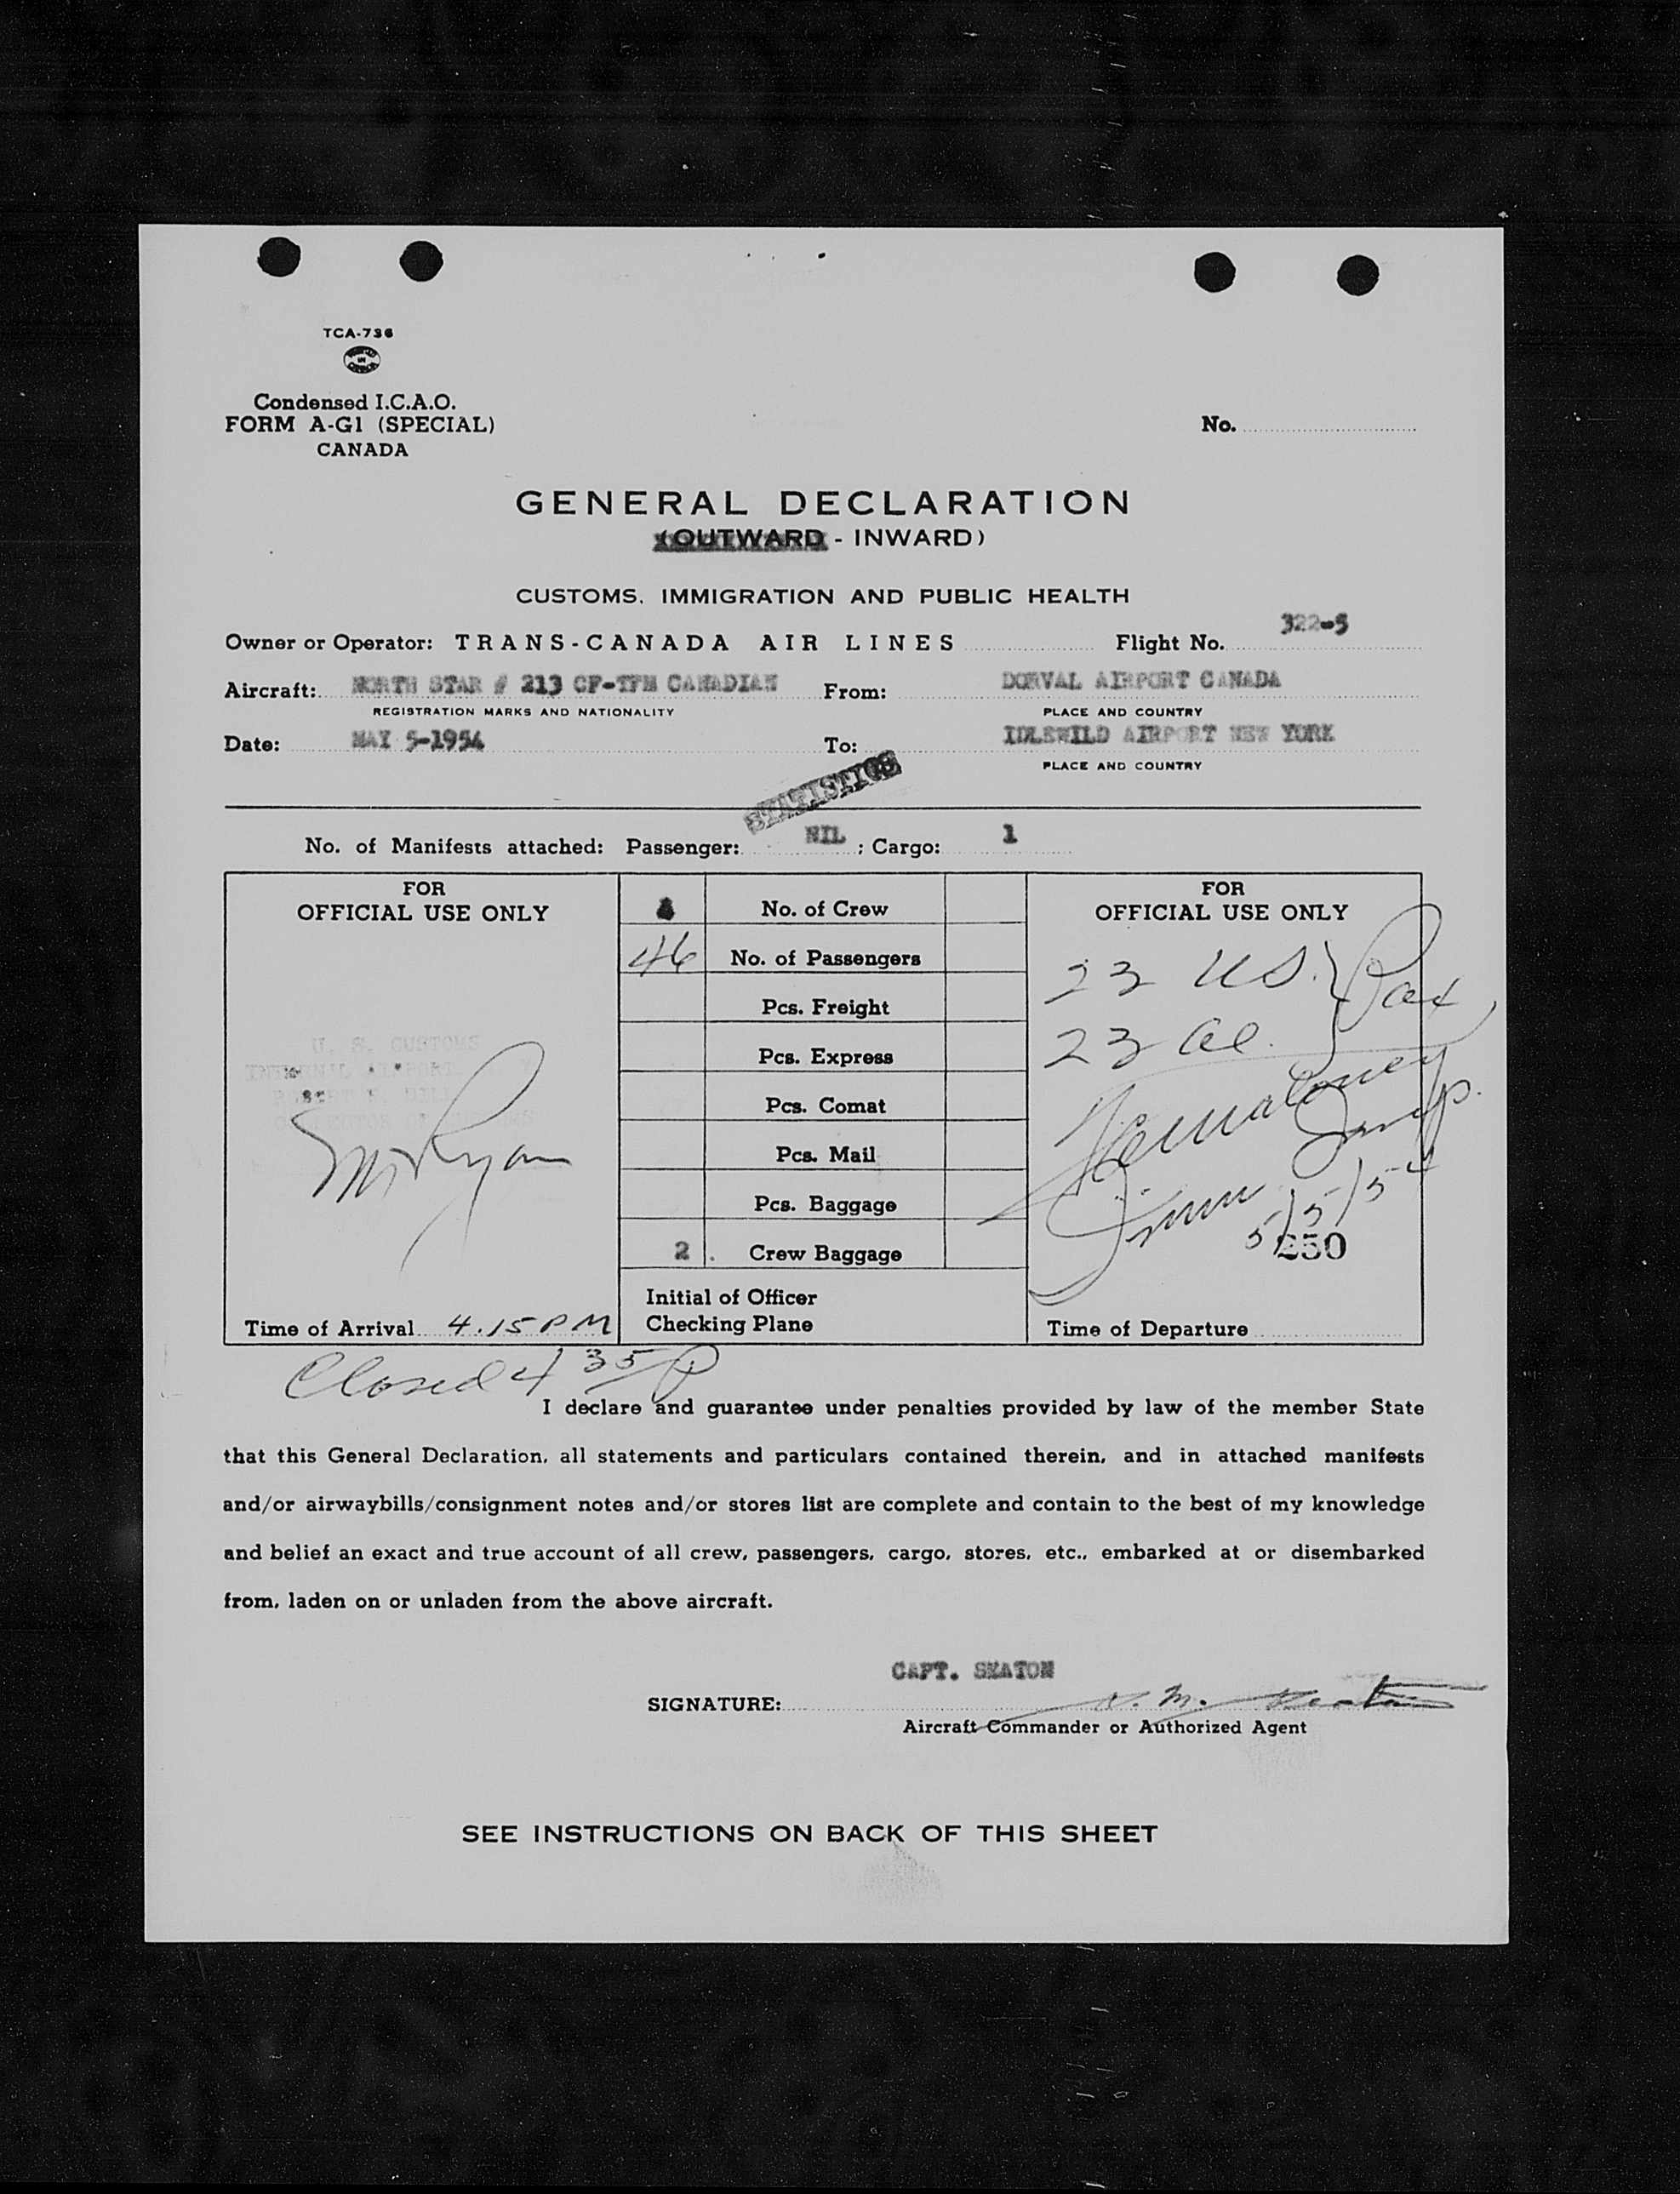 TCA-736
Condensed I.C.A.O.
FORM A-G1 (SPECIAL)
CANADA
No.
GENERAL DECLARATION
(OUTWARD - INWARD)
CUSTOMS, IMMIGRATION AND PUBLIC HEALTH
322-5
Owner or Operator: TRANS-CANADA AIR LINES Flight No.
Aircraft: NORTH STAR # 213 CF-TFM CANADIAN From: DORVAL AIRPORT CANADA
REGISTRATION MARKS AND NATIONALITY PLACE AND COUNTRY
Date: MAY 5-1954 To: IDLEWILD AIRPORT NEW YORK
PLACE AND COUNTRY
STATISTICS
No. of Manifests attached: Passenger: NIL ; Cargo: 1
FOR
OFFICIAL USE ONLY
U. S. CUSTOMS
Ryan
Time of Arrival 4.15 PM
No. of Crew
46 No. of Passengers
Pcs. Freight
Pcs. Express
Pcs. Comat
Pcs. Mail
Pcs. Baggage
2 Crew Baggage
Initial of Officer
Checking Plane
FOR
OFFICIAL USE ONLY
23 US. } Pax
23 al.
5/5/54
250
Time of Departure
Closed 4 35 P
I declare and guarantee under penalties provided by law of the member State
that this General Declaration, all statements and particulars contained therein, and in attached manifests
and/or airwaybills/consignment notes and/or stores list are complete and contain to the best of my knowledge
and belief an exact and true account of all crew, passengers, cargo, stores, etc., embarked at or disembarked
from, laden on or unladen from the above aircraft.
CAPT. SEATON
SIGNATURE:
Aircraft Commander or Authorized Agent
SEE INSTRUCTIONS ON BACK OF THIS SHEET